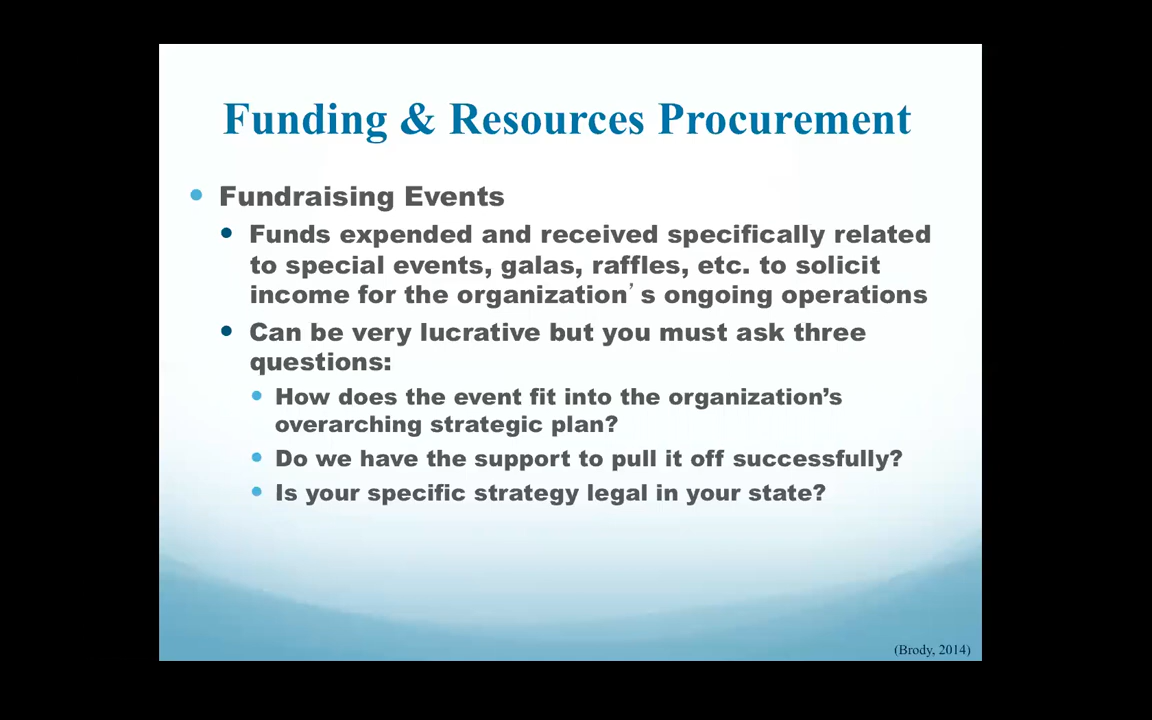 Funding & Resources Procurement
Fundraising Events
Funds expended and received specifically related
to special events, galas, raffles, etc. to solicit
income for the organization’s ongoing operations
Can be very lucrative but you must ask three
questions:
How does the event fit into the organization’s
overarching strategic plan?
Do we have the support to pull it off successfully?
Is your specific strategy legal in your state?
(Brody, 2014)